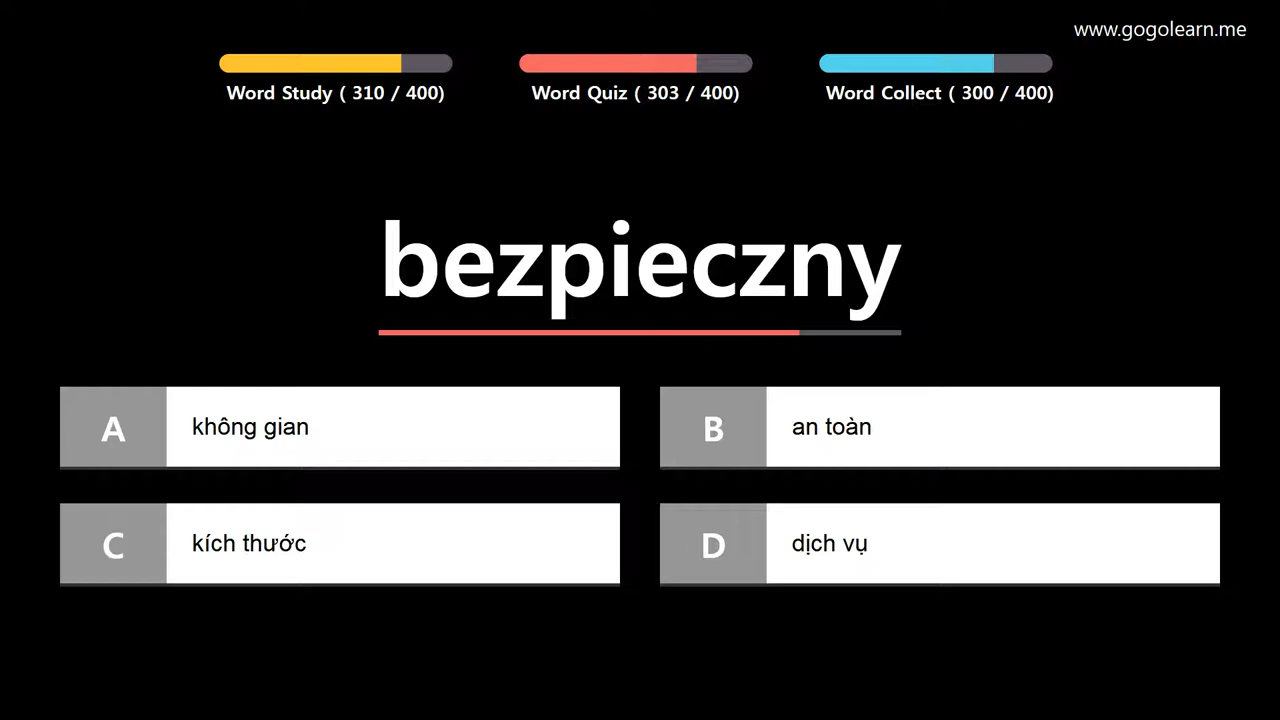 www.gogolearn.me
Word Study ( 310 / 400)
Word Quiz ( 303 / 400)
Word Collect ( 300 / 400)
bezpieczny
A không gian
B an toàn
C kích thước
D dịch vụ